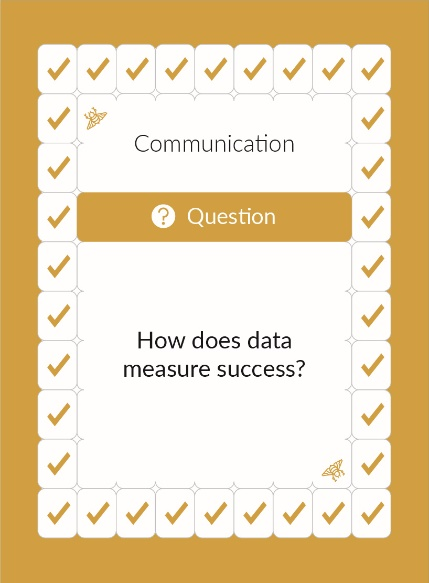 Communication
? Question
How does data
measure success?